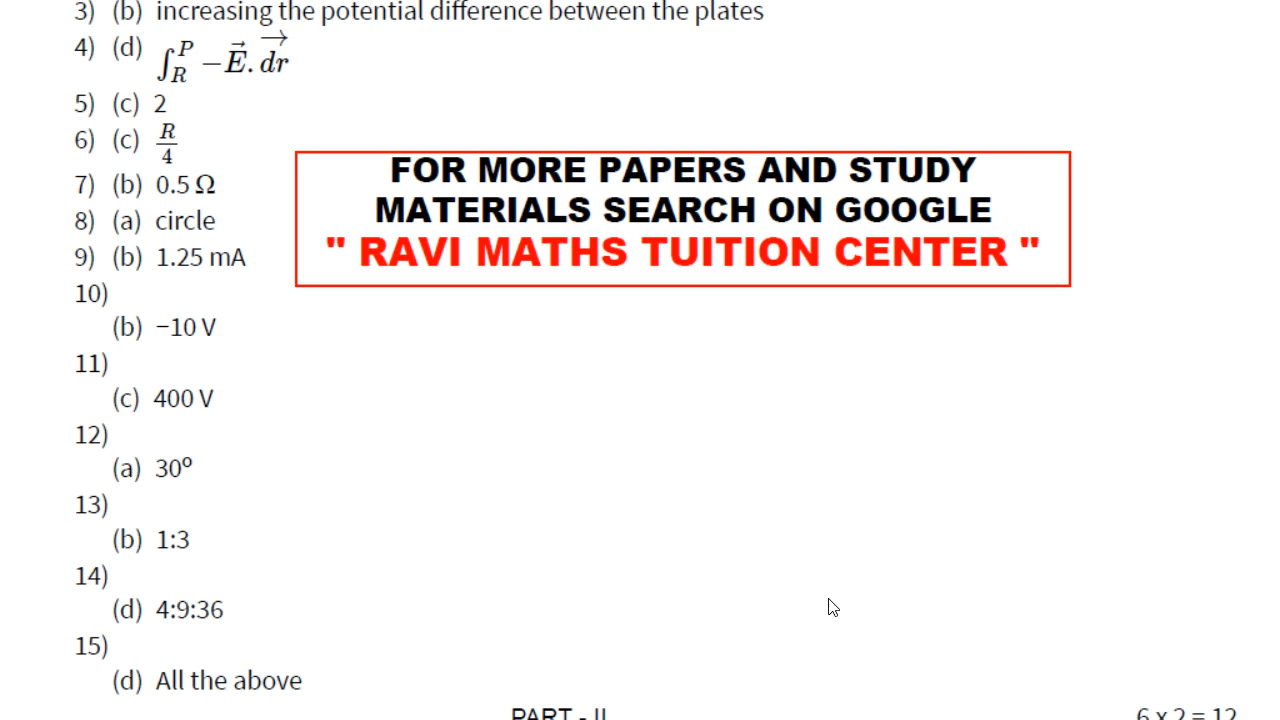 3) (b) increasing the potential difference between the plates
4) (d) ∫_R^P −E⃗. d⃗r
5) (c) 2
6) (c) R/4
7) (b) 0.5 Ω
8) (a) circle
9) (b) 1.25 mA
10)
(b) −10 V
11)
(c) 400 V
12)
(a) 30º
13)
(b) 1:3
14)
(d) 4:9:36
15)
(d) All the above
FOR MORE PAPERS AND STUDY
MATERIALS SEARCH ON GOOGLE
" RAVI MATHS TUITION CENTER "
PART - II 6 x 2 = 12